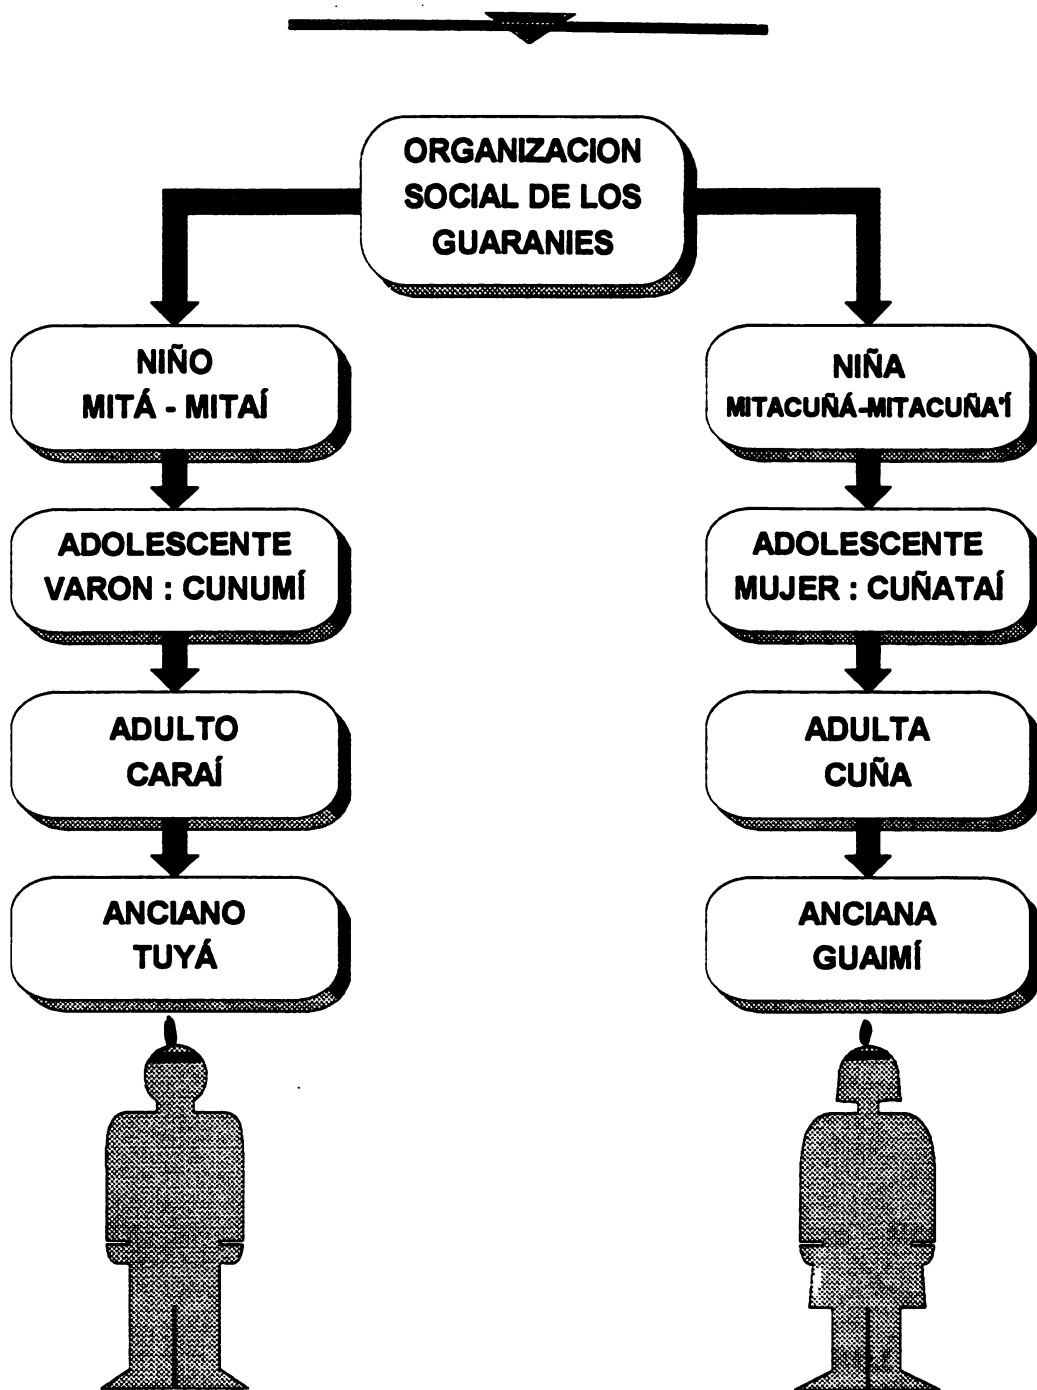 ORGANIZACION
SOCIAL DE LOS
GUARANIES
NIÑO
MITÁ - MITAÍ
ADOLESCENTE
VARON : CUNUMÍ
ADULTO
CARAÍ
ANCIANO
TUYÁ
NIÑA
MITACUÑÁ-MITACUÑA'Í
ADOLESCENTE
MUJER : CUÑATAÍ
ADULTA
CUÑA
ANCIANA
GUAIMÍ